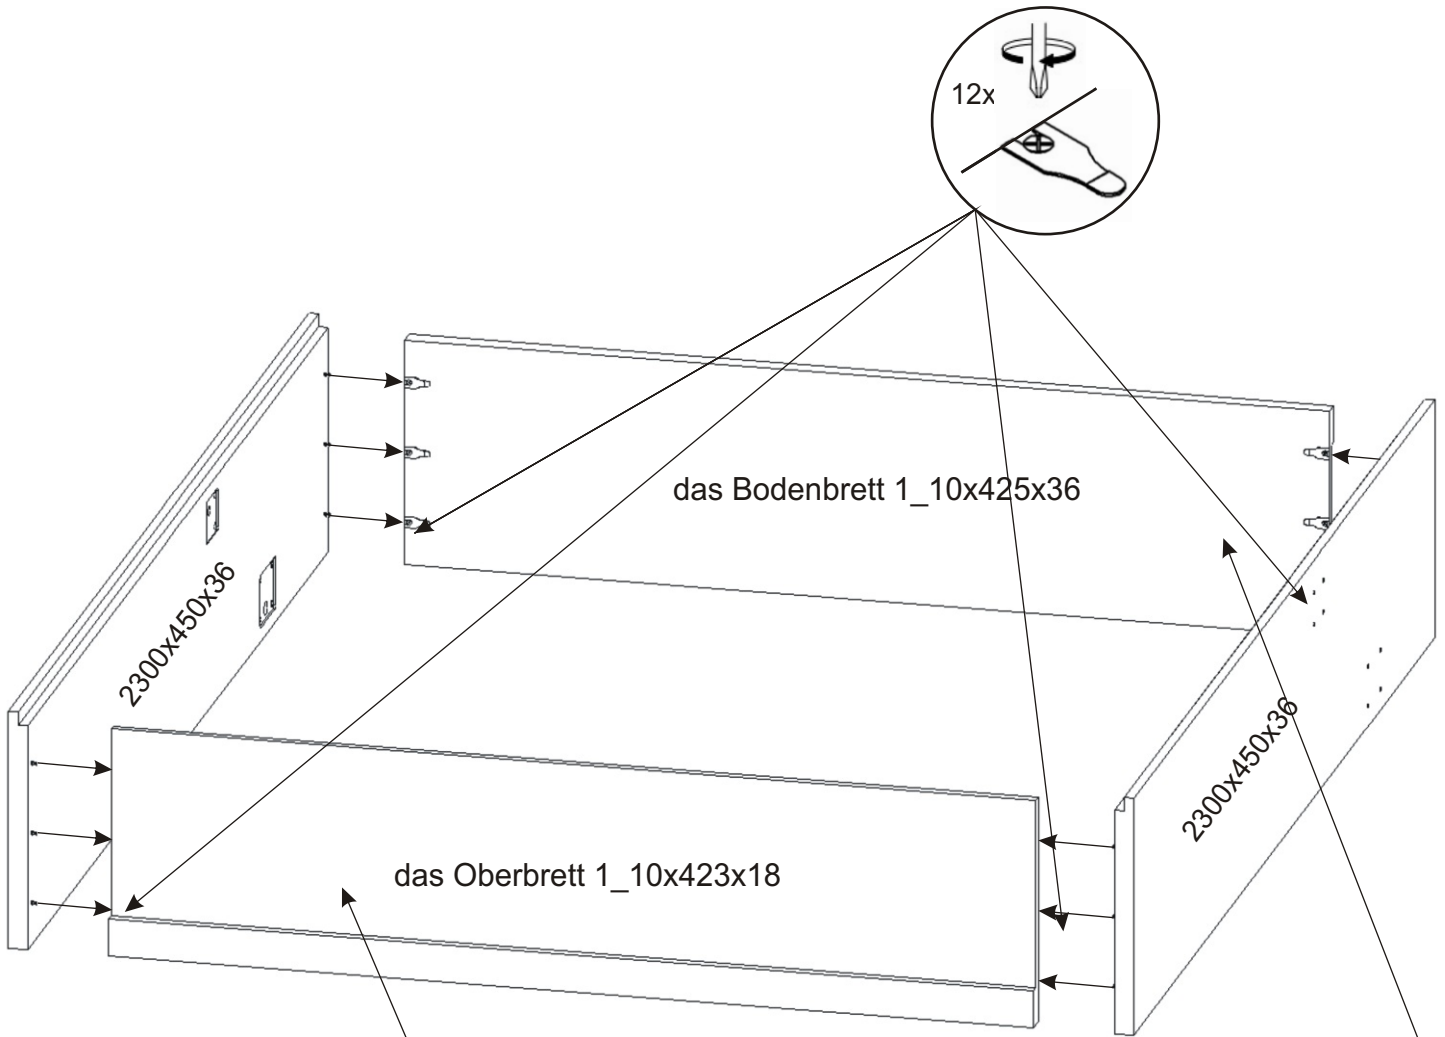 12x
das Bodenbrett 1_10x425x36
2300x450x36
2300x450x36
das Oberbrett 1_10x423x18